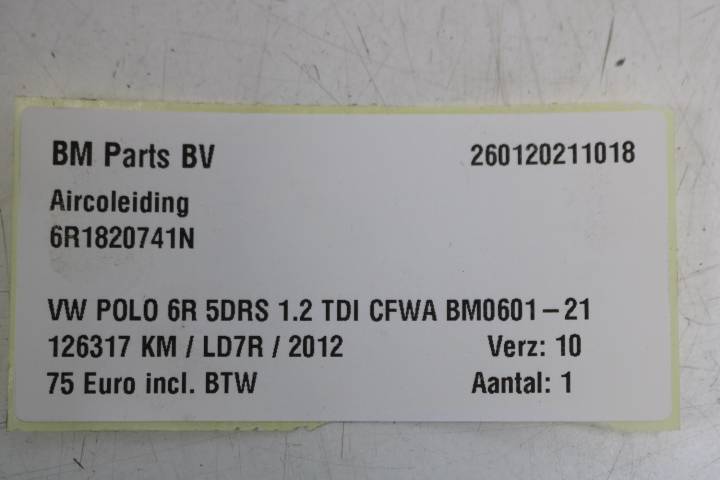 BM Parts BV 260120211018
Aircoleiding
6R1820741N
VW POLO 6R 5DRS 1.2 TDI CFWA BM0601-21
126317 KM / LD7R / 2012 Verz: 10
75 Euro incl. BTW Aantal: 1